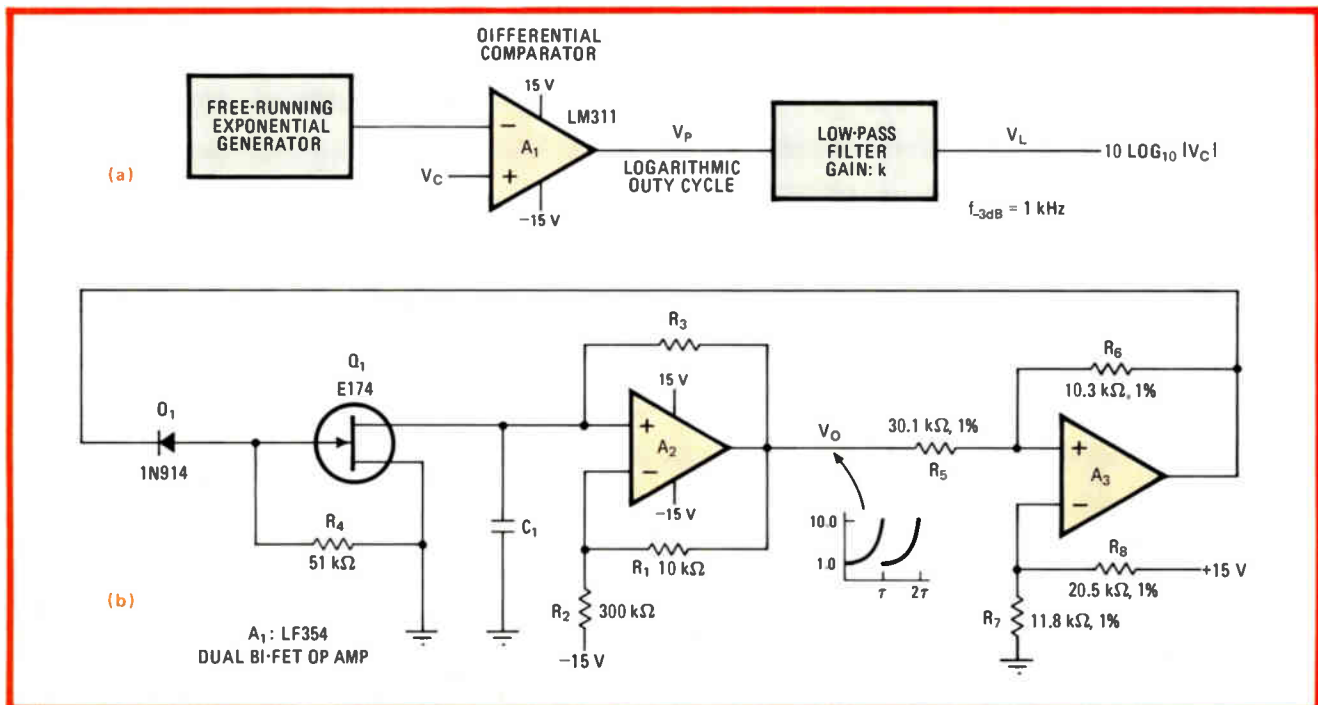 DIFFERENTIAL
COMPARATOR
FREE-RUNNING
EXPONENTIAL
GENERATOR
15 V
LM311
−
A1
+
VC
−15 V
VP
LOGARITHMIC
DUTY CYCLE
LOW-PASS
FILTER
GAIN: k
VL
10 LOG10 |VC|
f−3dB = 1 kHz
(a)
R3
Q1
E174
O1
1N914
R4
51 kΩ
C1
15 V
+
A2
−
−15 V
R1 10 kΩ
R2
300 kΩ
−15 V
VO
10.0
1.0
τ
2τ
30.1 kΩ, 1%
R5
R6
10.3 kΩ, 1%
+
A3
−
R8
+15 V
20.5 kΩ, 1%
R7
11.8 kΩ, 1%
(b)
A1: LF354
DUAL BI-FET OP AMP